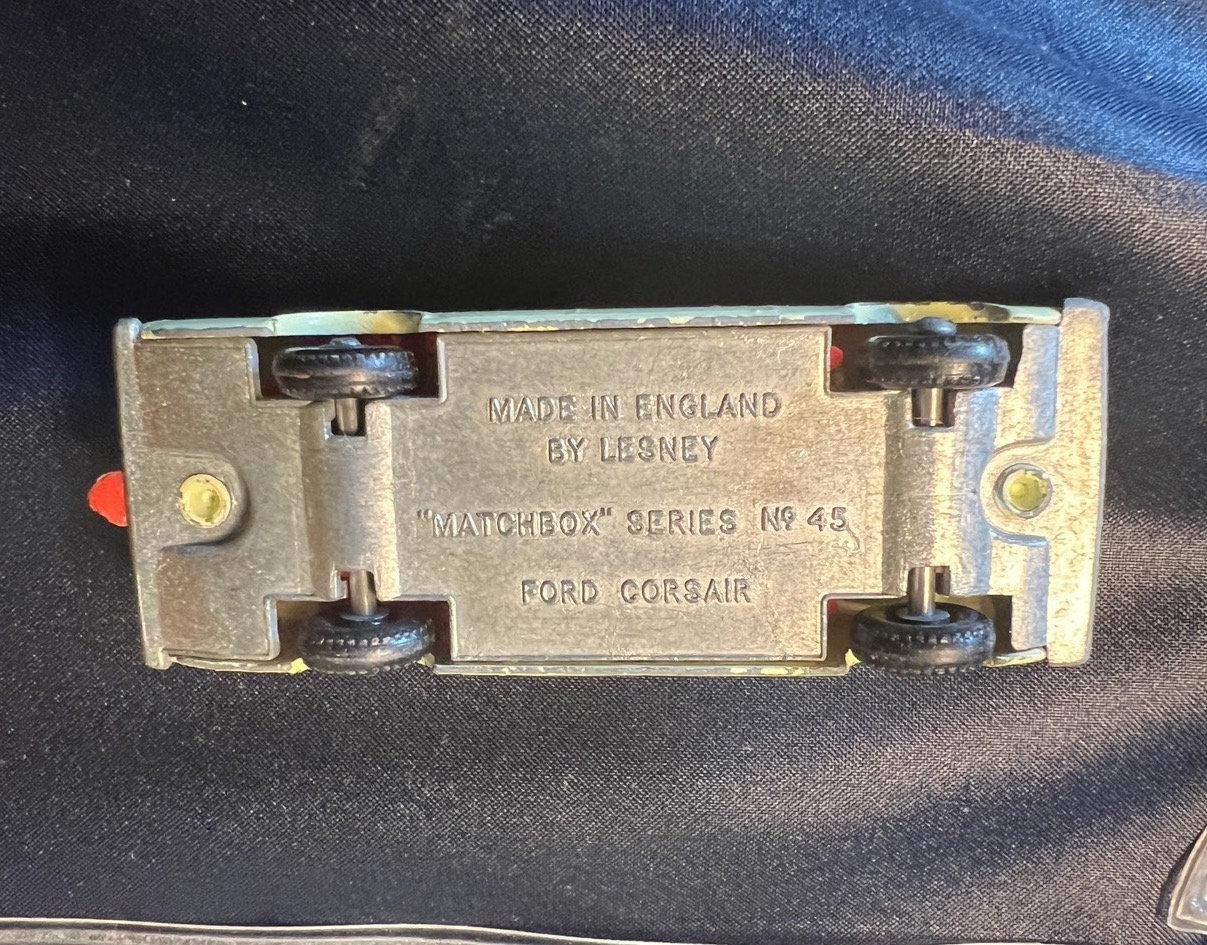 MADE IN ENGLAND
BY LESNEY
"MATCHBOX" SERIES Nº 45
FORD CORSAIR